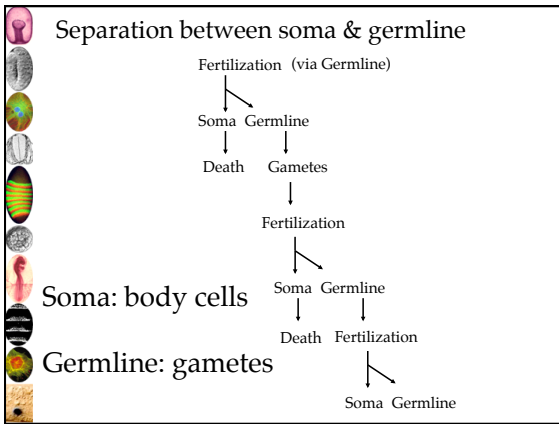 Separation between soma & germline
Fertilization (via Germline)
Soma Germline
Death Gametes
Fertilization
Soma Germline
Soma: body cells
Death Fertilization
Germline: gametes
Soma Germline